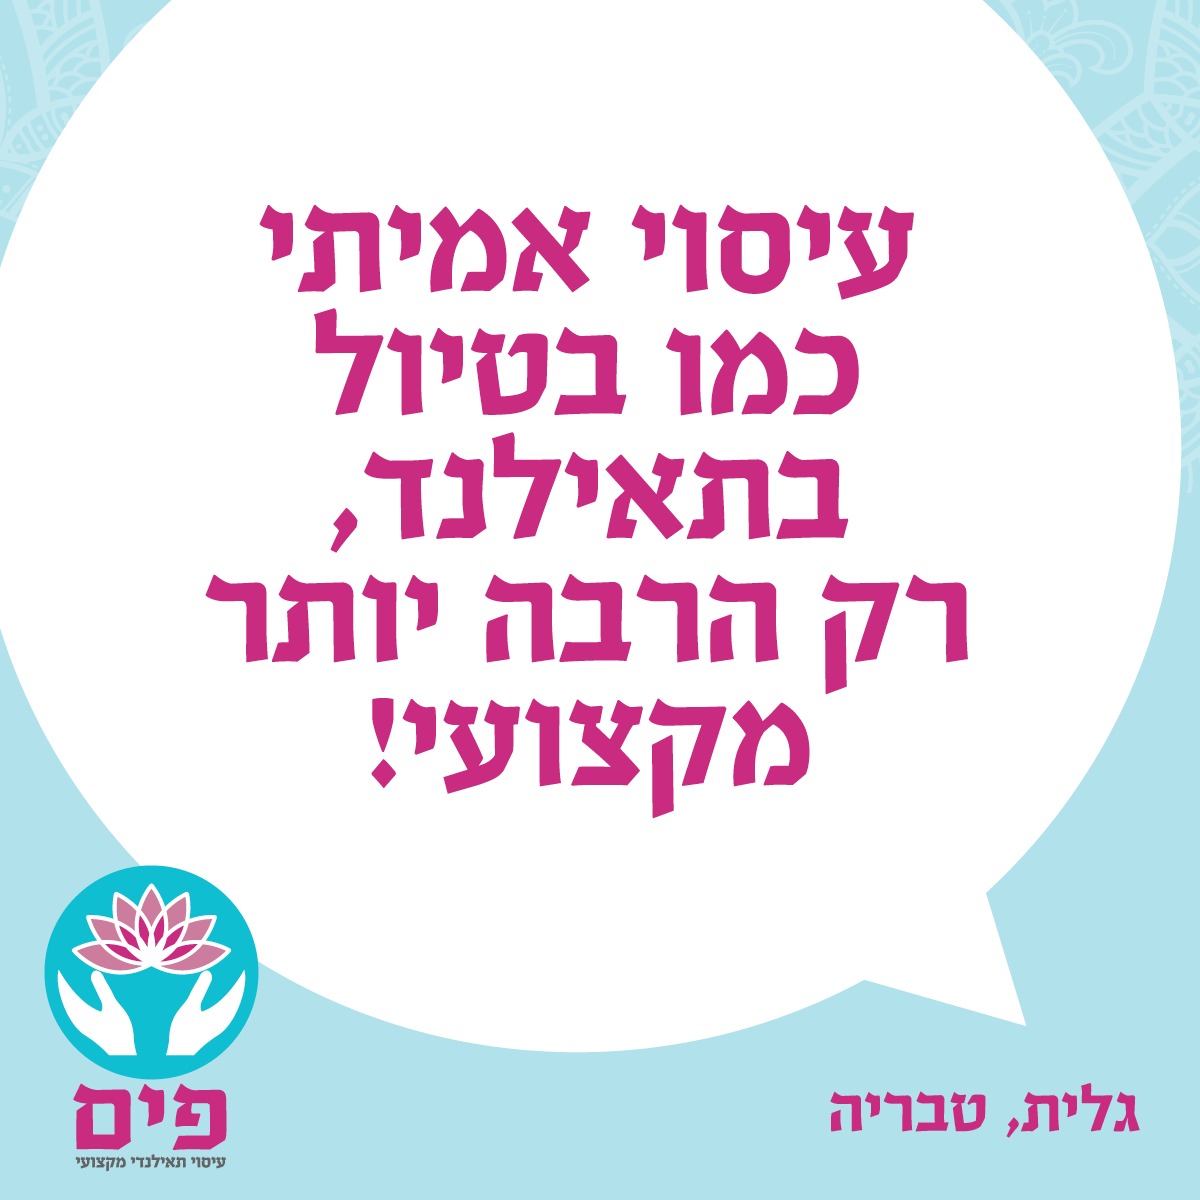 עיסוי אמיתי
כמו בטיול
בתאילנד,
רק הרבה יותר
מקצועי!
גלית, טבריה
פים
עיסוי תאילנדי מקצועי